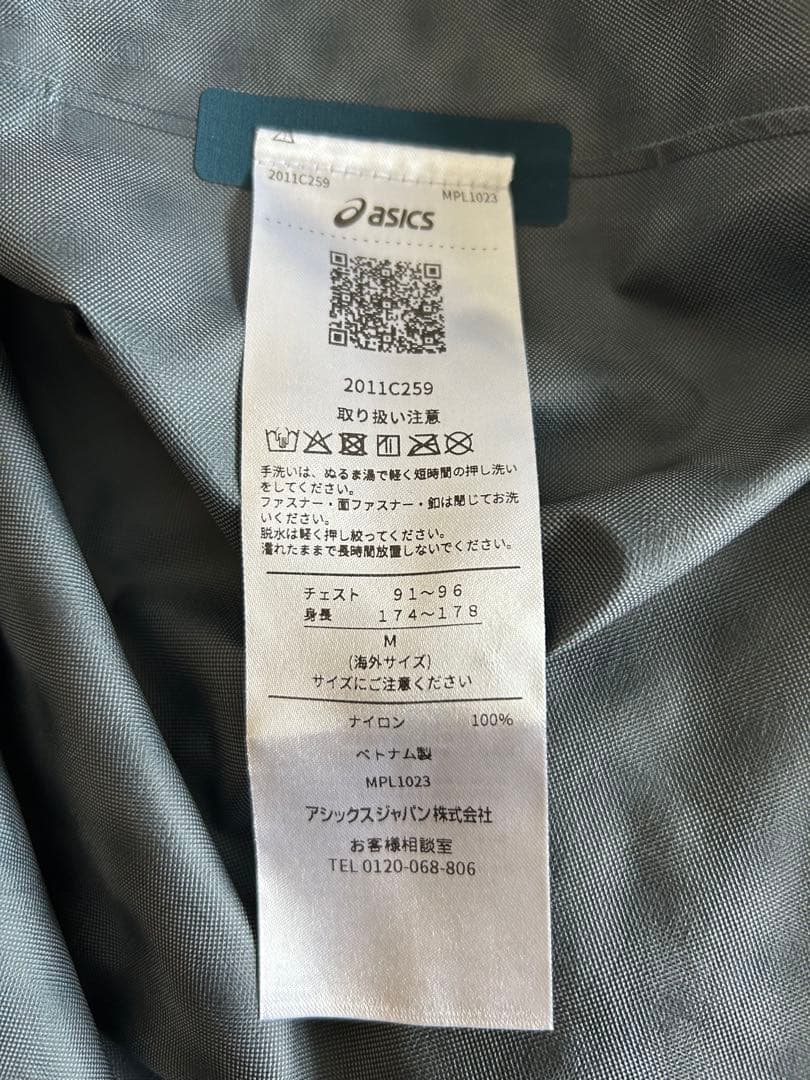 2011C259
MPL1023
asics
2011C259
取り扱い注意
手洗いは、ぬるま湯で軽く短時間の押し洗い
をしてください。
ファスナー・面ファスナー・釦は閉じてお洗
いください。
脱水は軽く押し絞ってください。
濡れたままで長時間放置しないでください。
チェスト 91～96
身長 174～178
M
(海外サイズ)
サイズにご注意ください
ナイロン 100%
ベトナム製
MPL1023
アシックスジャパン株式会社
お客様相談室
TEL 0120-068-806